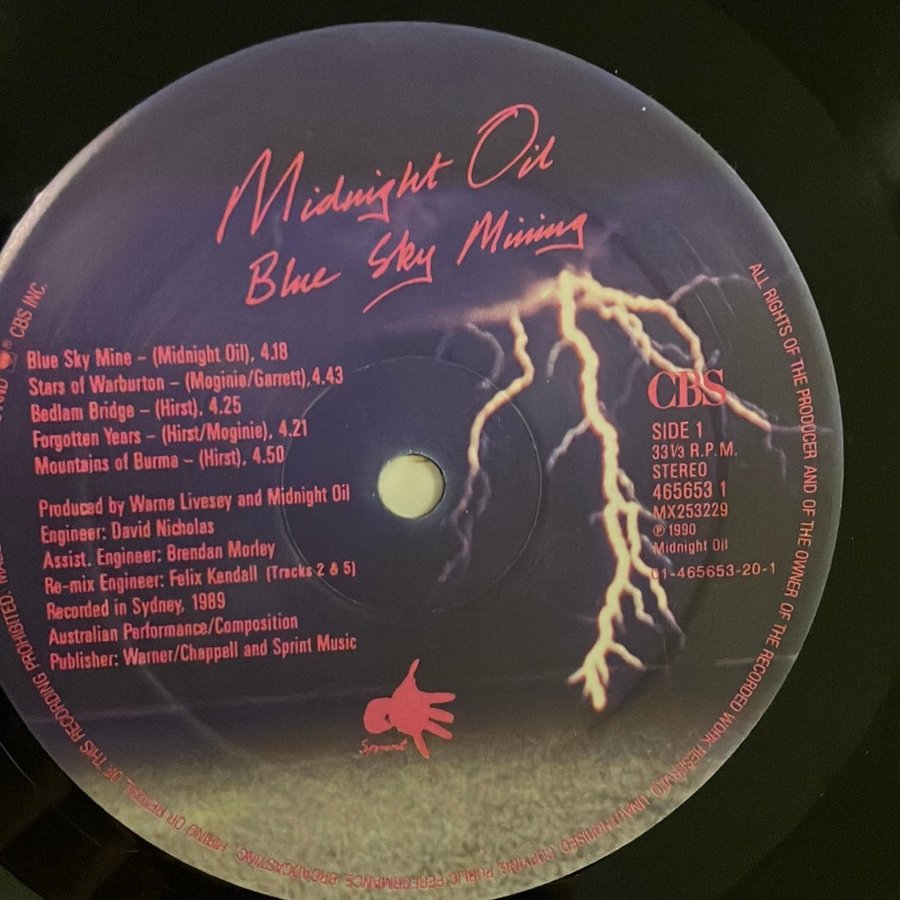 Midnight Oil
Blue Sky Mining
Blue Sky Mine – (Midnight Oil), 4.18
Stars of Warburton – (Moginie/Garrett), 4.43
Bedlam Bridge – (Hirst), 4.25
Forgotten Years – (Hirst/Moginie), 4.21
Mountains of Burma – (Hirst), 4.50
Produced by Warne Livesey and Midnight Oil
Engineer: David Nicholas
Assist. Engineer: Brendan Morley
Re-mix Engineer: Felix Kendall (Tracks 2 & 5)
Recorded in Sydney, 1989
Australian Performance/Composition
Publisher: Warner/Chappell and Sprint Music
CBS
SIDE 1
33⅓ R.P.M.
STEREO
465653 1
MX253229
℗ 1990
Midnight Oil
01-465653-20-1
Sprint
ALL RIGHTS OF THE PRODUCER AND OF THE OWNER OF THE RECORDED WORK RESERVED. UNAUTHORISED COPYING, PUBLIC PERFORMANCE, BROADCASTING, HIRING OR RENTAL OF THIS RECORDING PROHIBITED.
AND
® CBS INC.